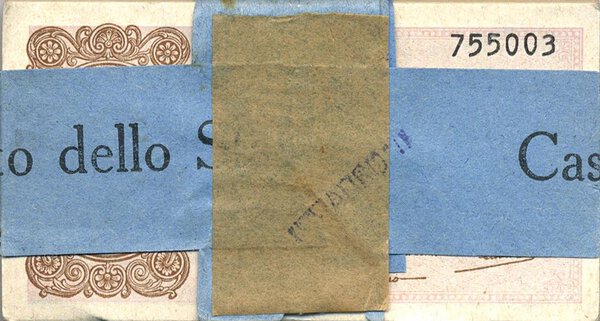 755003
to dello S
Cas